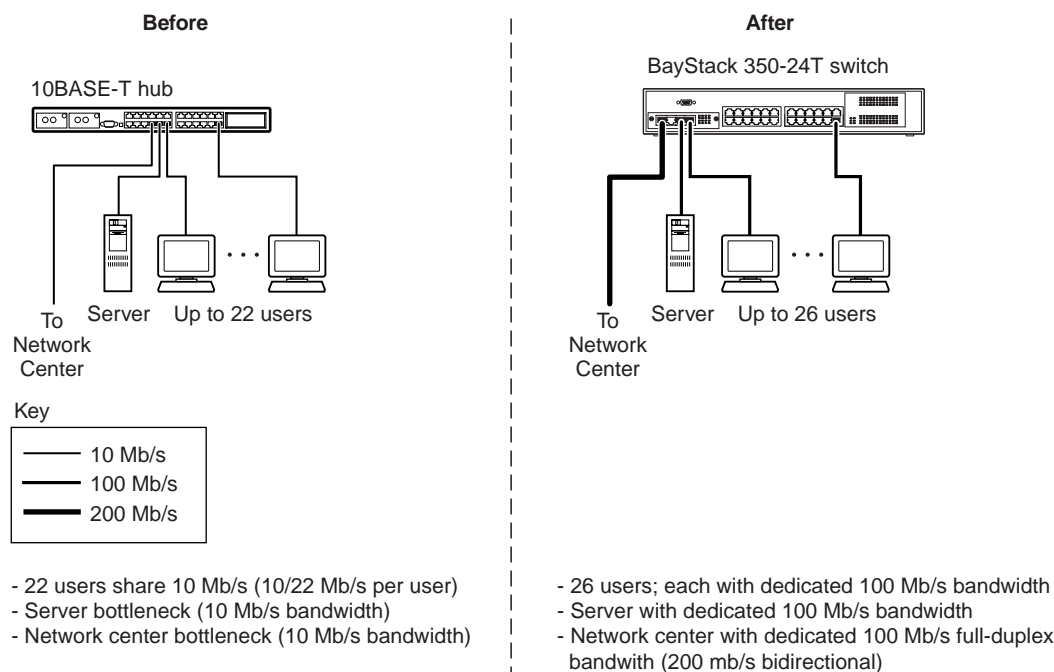 Before
10BASE-T hub
Server
Up to 22 users
To
Network
Center
Key
10 Mb/s
100 Mb/s
200 Mb/s
- 22 users share 10 Mb/s (10/22 Mb/s per user)
- Server bottleneck (10 Mb/s bandwidth)
- Network center bottleneck (10 Mb/s bandwidth)
After
BayStack 350-24T switch
Server
Up to 26 users
To
Network
Center
- 26 users; each with dedicated 100 Mb/s bandwidth
- Server with dedicated 100 Mb/s bandwidth
- Network center with dedicated 100 Mb/s full-duplex
bandwith (200 mb/s bidirectional)